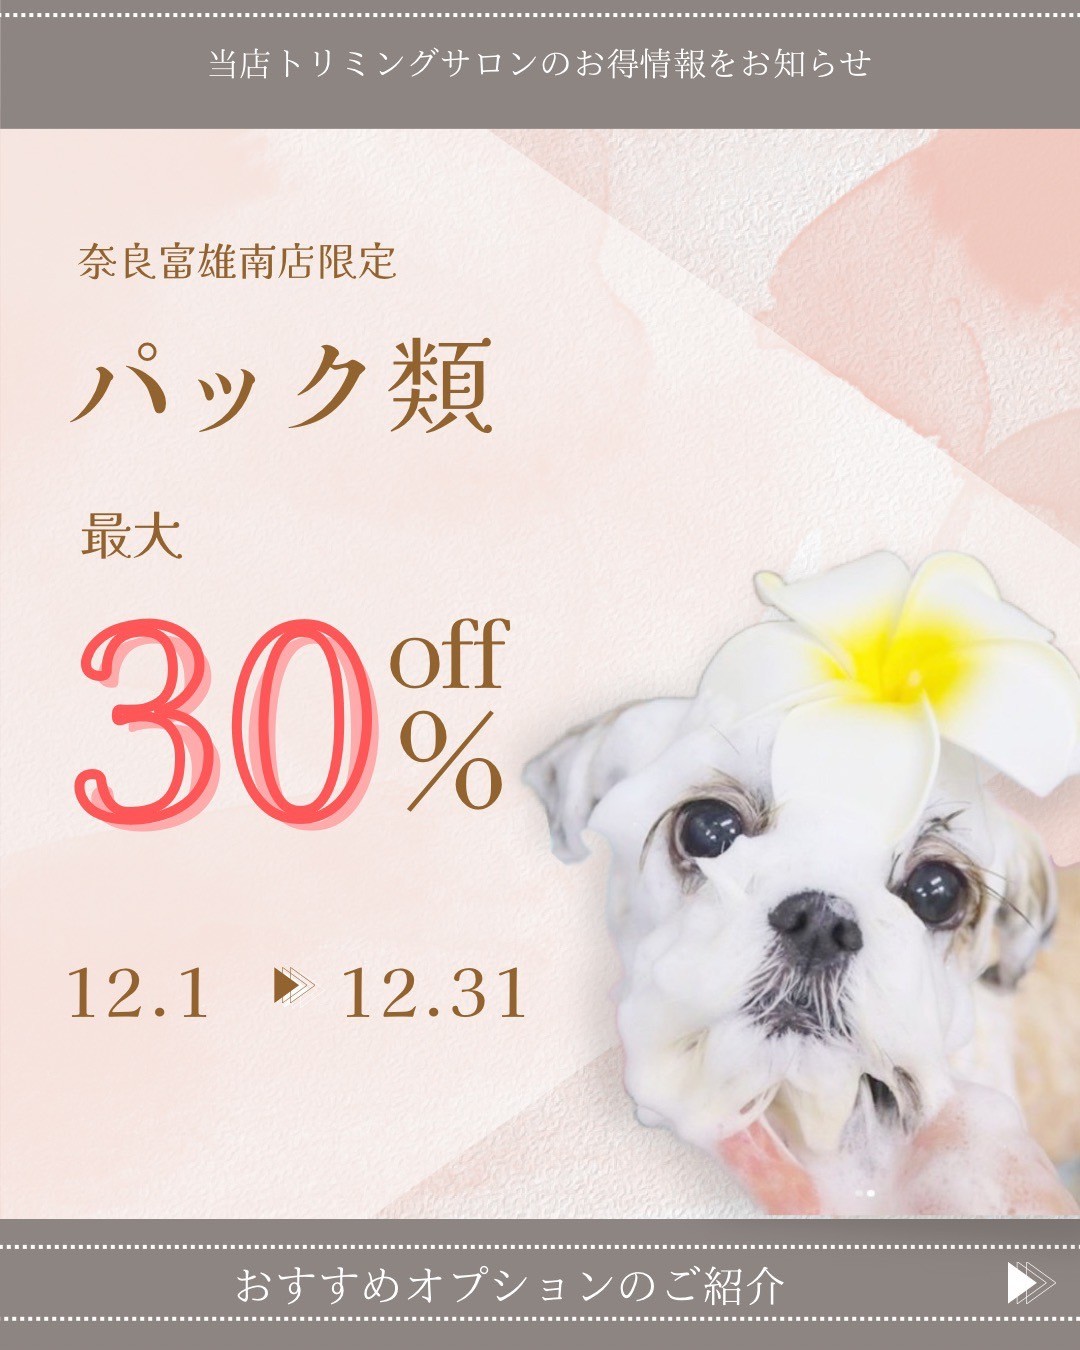 当店トリミングサロンのお得情報をお知らせ
奈良富雄南店限定
パック類
最大
30
off
%
12.1
12.31
おすすめオプションのご紹介